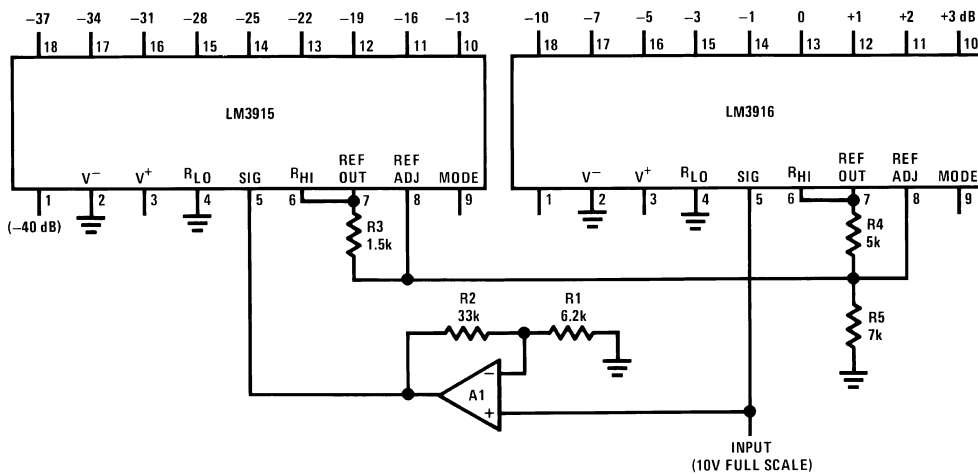 −37 −34 −31 −28 −25 −22 −19 −16 −13 −10 −7 −5 −3 −1 0 +1 +2 +3 dB
18 17 16 15 14 13 12 11 10 18 17 16 15 14 13 12 11 10
LM3915 LM3916
V− V+ RLO SIG RHI REF OUT REF ADJ MODE V− V+ RLO SIG RHI REF OUT REF ADJ MODE
1 2 3 4 5 6 7 8 9 1 2 3 4 5 6 7 8 9
(−40 dB)
R3
1.5k
R4
5k
R2
33k
R1
6.2k
R5
7k
−
A1
+
INPUT
(10V FULL SCALE)